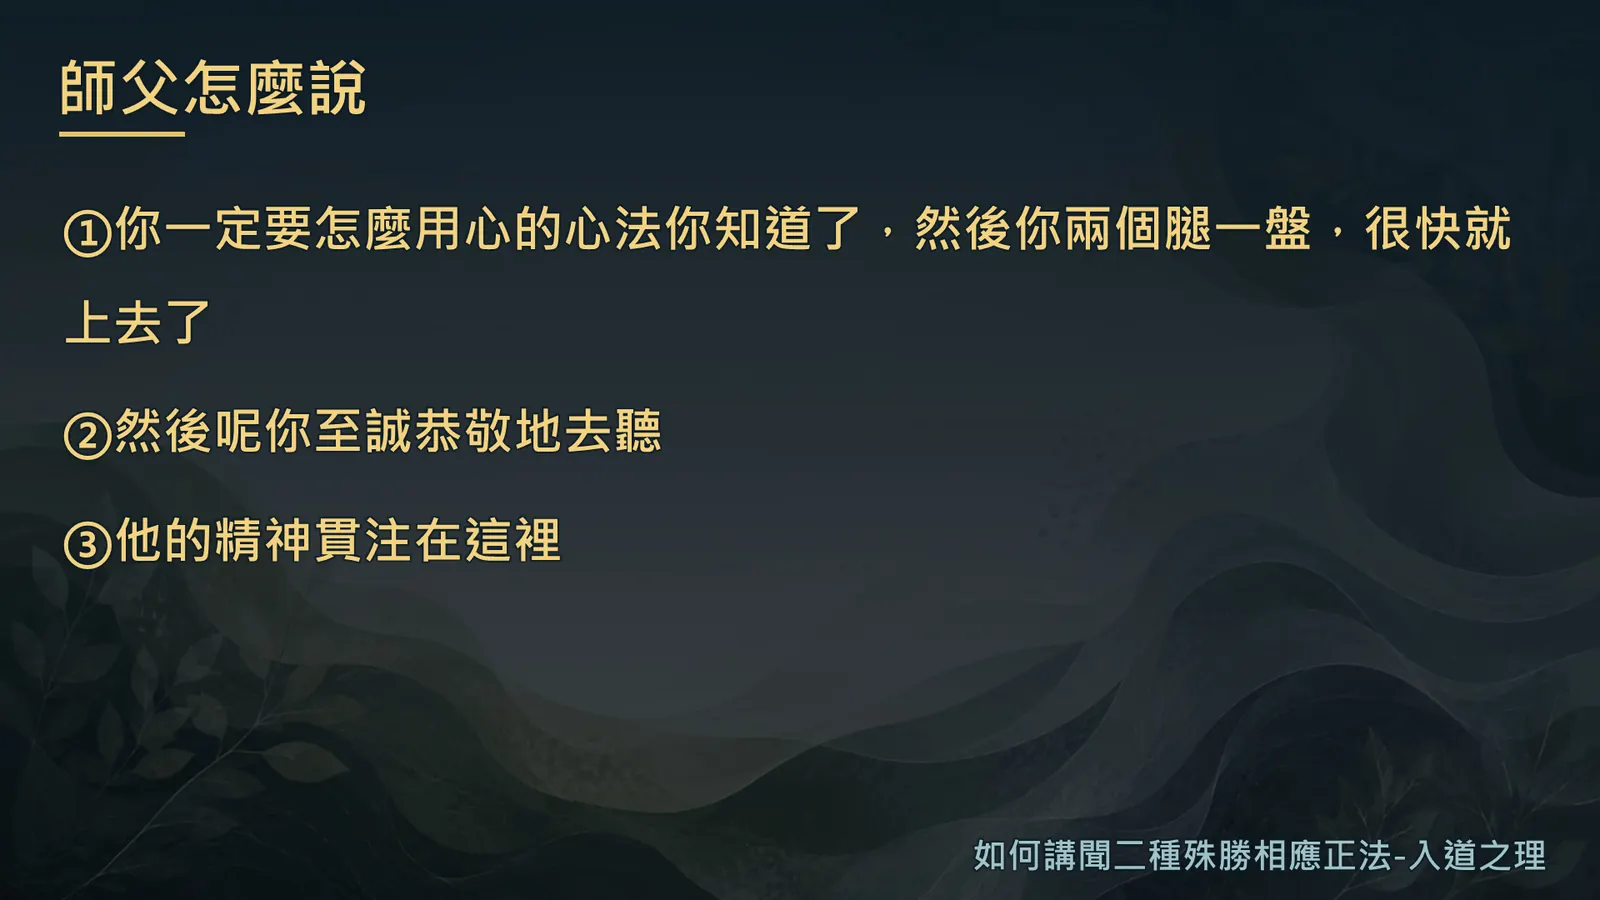 師父怎麼說
①你一定要怎麼用心的心法你知道了，然後你兩個腿一盤，很快就
上去了
②然後呢你至誠恭敬地去聽
③他的精神貫注在這裡
如何講聞二種殊勝相應正法-入道之理